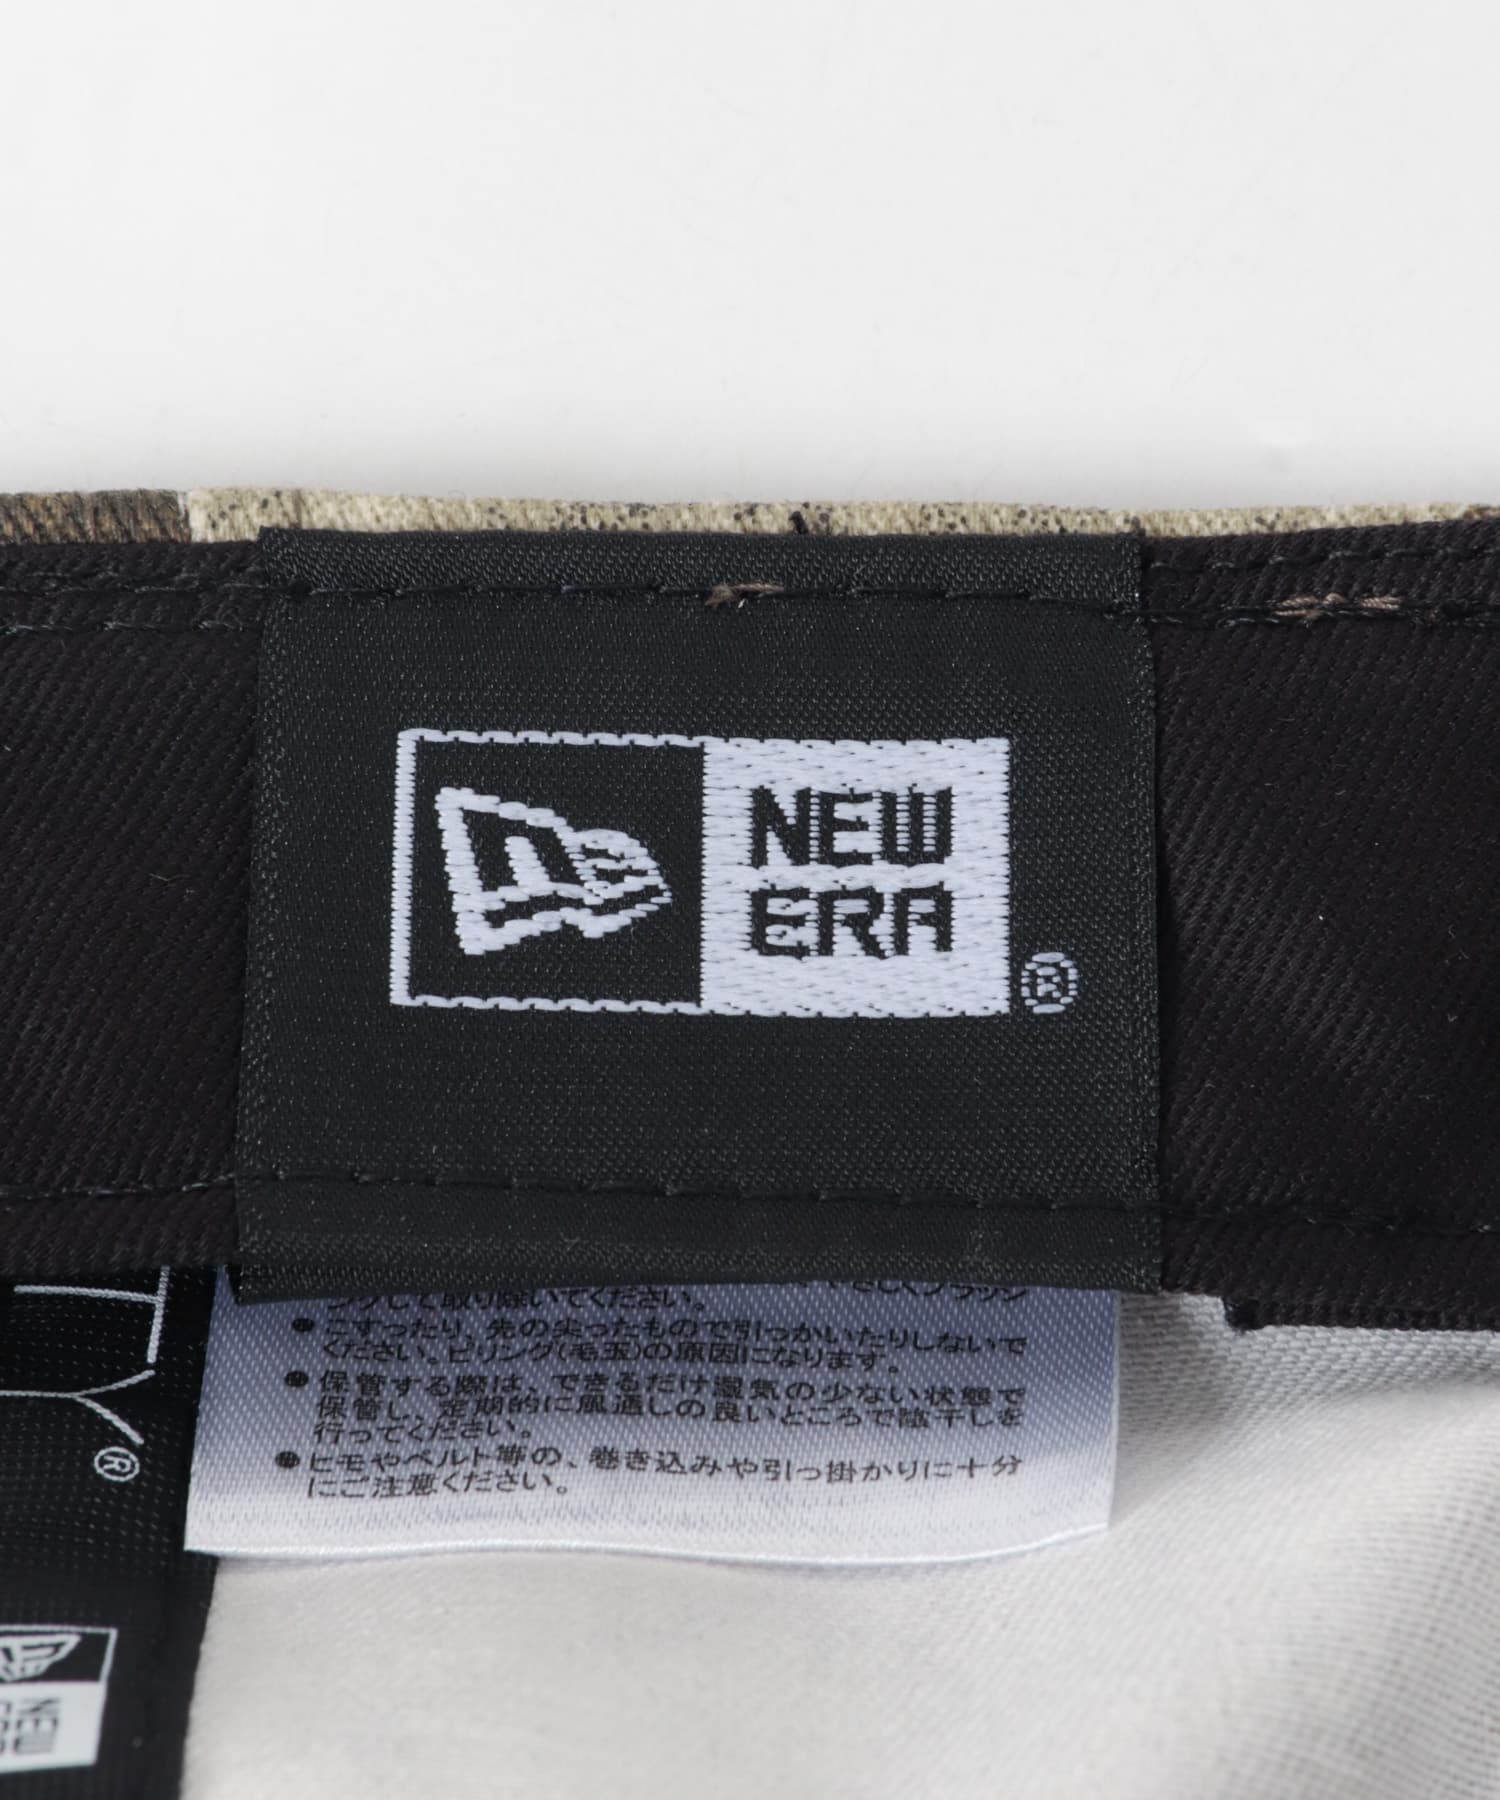 NEW
ERA
®
ングして取り除いてください。
●こすったり、先の尖ったもので引っかいたりしないで
ください。ピリング(毛玉)の原因になります。
●保管する際は、できるだけ湿気の少ない状態で
保管し、定期的に風通しの良いところで陰干しを
行ってください。
●ヒモやベルト等の、巻き込みや引っ掛かりに十分
にご注意ください。
TY®
NEW
ERA